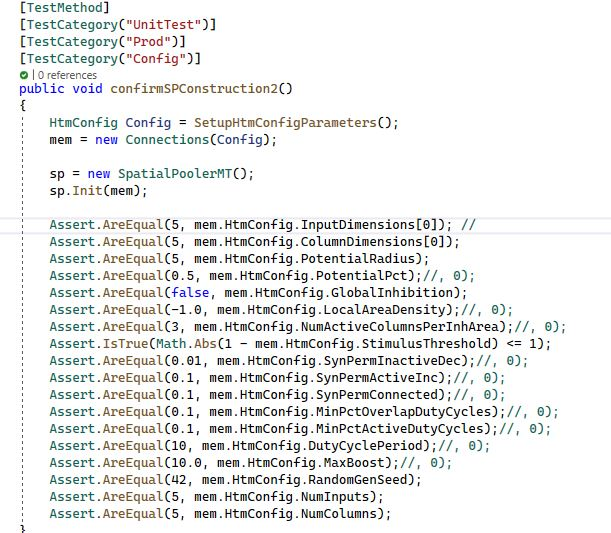 [TestMethod]
[TestCategory("UnitTest")]
[TestCategory("Prod")]
[TestCategory("Config")]
| 0 references
public void confirmSPConstruction2()
{
HtmConfig Config = SetupHtmConfigParameters();
mem = new Connections(Config);
sp = new SpatialPoolerMT();
sp.Init(mem);
Assert.AreEqual(5, mem.HtmConfig.InputDimensions[0]); //
Assert.AreEqual(5, mem.HtmConfig.ColumnDimensions[0]);
Assert.AreEqual(5, mem.HtmConfig.PotentialRadius);
Assert.AreEqual(0.5, mem.HtmConfig.PotentialPct);//, 0);
Assert.AreEqual(false, mem.HtmConfig.GlobalInhibition);
Assert.AreEqual(-1.0, mem.HtmConfig.LocalAreaDensity);//, 0);
Assert.AreEqual(3, mem.HtmConfig.NumActiveColumnsPerInhArea);//, 0);
Assert.IsTrue(Math.Abs(1 - mem.HtmConfig.StimulusThreshold) <= 1);
Assert.AreEqual(0.01, mem.HtmConfig.SynPermInactiveDec);//, 0);
Assert.AreEqual(0.1, mem.HtmConfig.SynPermActiveInc);//, 0);
Assert.AreEqual(0.1, mem.HtmConfig.SynPermConnected);//, 0);
Assert.AreEqual(0.1, mem.HtmConfig.MinPctOverlapDutyCycles);//, 0);
Assert.AreEqual(0.1, mem.HtmConfig.MinPctActiveDutyCycles);//, 0);
Assert.AreEqual(10, mem.HtmConfig.DutyCyclePeriod);//, 0);
Assert.AreEqual(10.0, mem.HtmConfig.MaxBoost);//, 0);
Assert.AreEqual(42, mem.HtmConfig.RandomGenSeed);
Assert.AreEqual(5, mem.HtmConfig.NumInputs);
Assert.AreEqual(5, mem.HtmConfig.NumColumns);
}